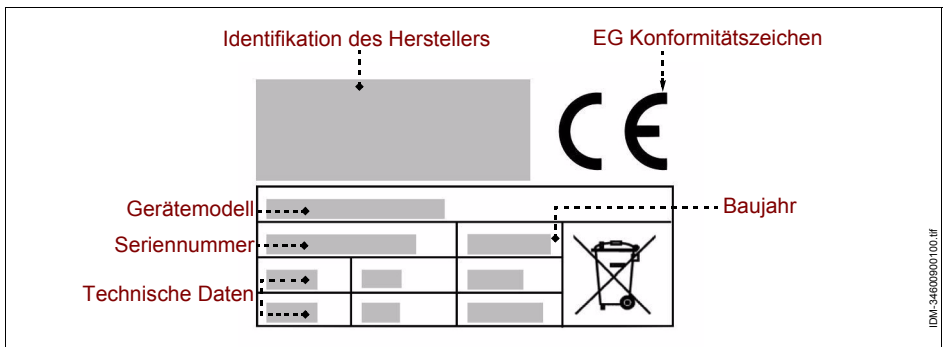 Identifikation des Herstellers
EG Konformitätszeichen
CE
Gerätemodell
Baujahr
Seriennummer
Technische Daten
IDM-34600900100.tif